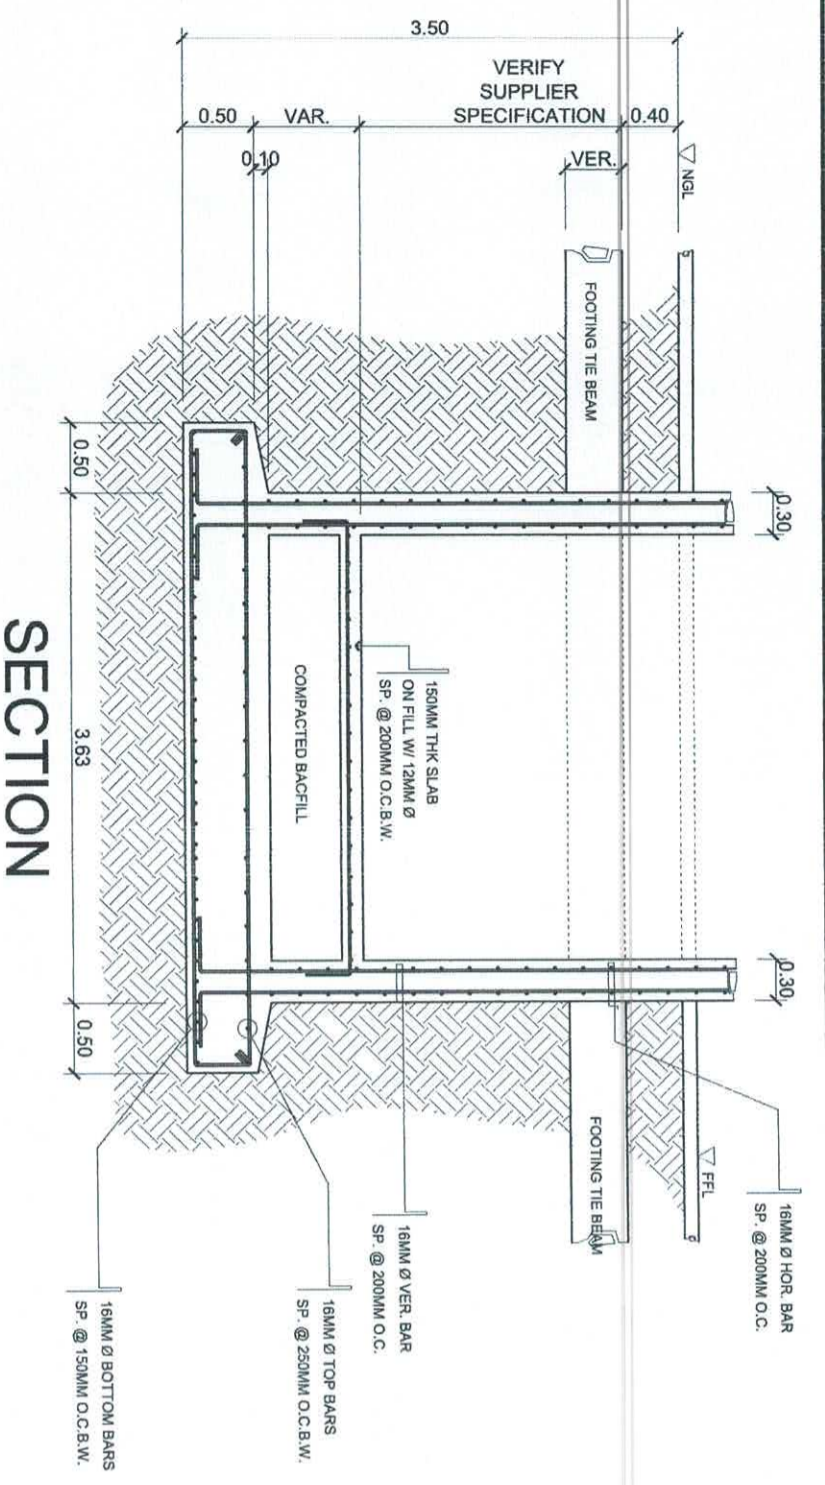 3.50
VERIFY
SUPPLIER
SPECIFICATION
0.50
VAR.
0.40
0.10
VER.
NGL
FOOTING TIE BEAM
0.30
0.50
COMPACTED BACFILL
150MM THK SLAB
ON FILL W/ 12MM Ø
SP. @ 200MM O.C.B.W.
3.63
SECTION
0.30
0.50
FOOTING TIE BEAM
FFL
16MM Ø HOR. BAR
SP. @ 200MM O.C.
16MM Ø VER. BAR
SP. @ 200MM O.C.
16MM Ø TOP BARS
SP. @ 250MM O.C.B.W.
16MM Ø BOTTOM BARS
SP. @ 150MM O.C.B.W.